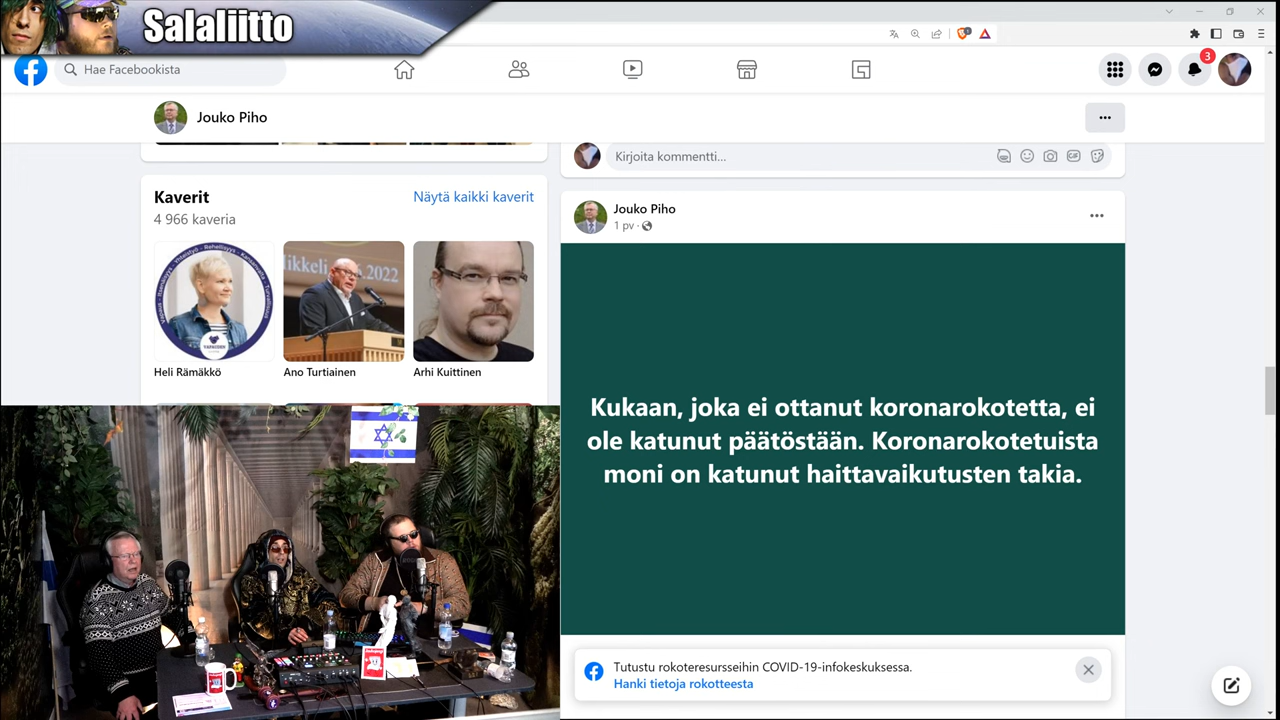 Salaliitto
Hae Facebookista
3
Jouko Piho
Kirjoita kommentti...
Kaverit
Näytä kaikki kaverit
4 966 kaveria
Jouko Piho
1 pv ·
Heli Rämäkkö
Ano Turtiainen
Arhi Kuittinen
Kukaan, joka ei ottanut koronarokotetta, ei
ole katunut päätöstään. Koronarokotetuista
moni on katunut haittavaikutusten takia.
Tutustu rokoteresursseihin COVID-19-infokeskuksessa.
Hanki tietoja rokotteesta
GIF